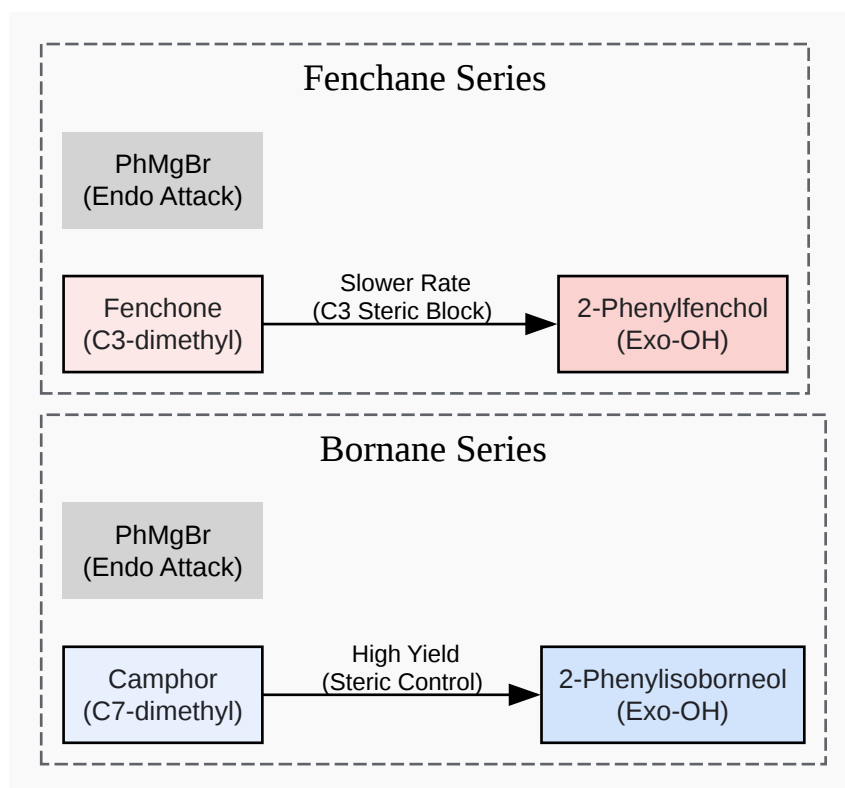 Fenchane Series
PhMgBr
(Endo Attack)
Slower Rate
(C3 Steric Block)
Fenchone
(C3-dimethyl)
2-Phenylfenchol
(Exo-OH)
Bornane Series
PhMgBr
(Endo Attack)
High Yield
(Steric Control)
Camphor
(C7-dimethyl)
2-Phenylisoborneol
(Exo-OH)